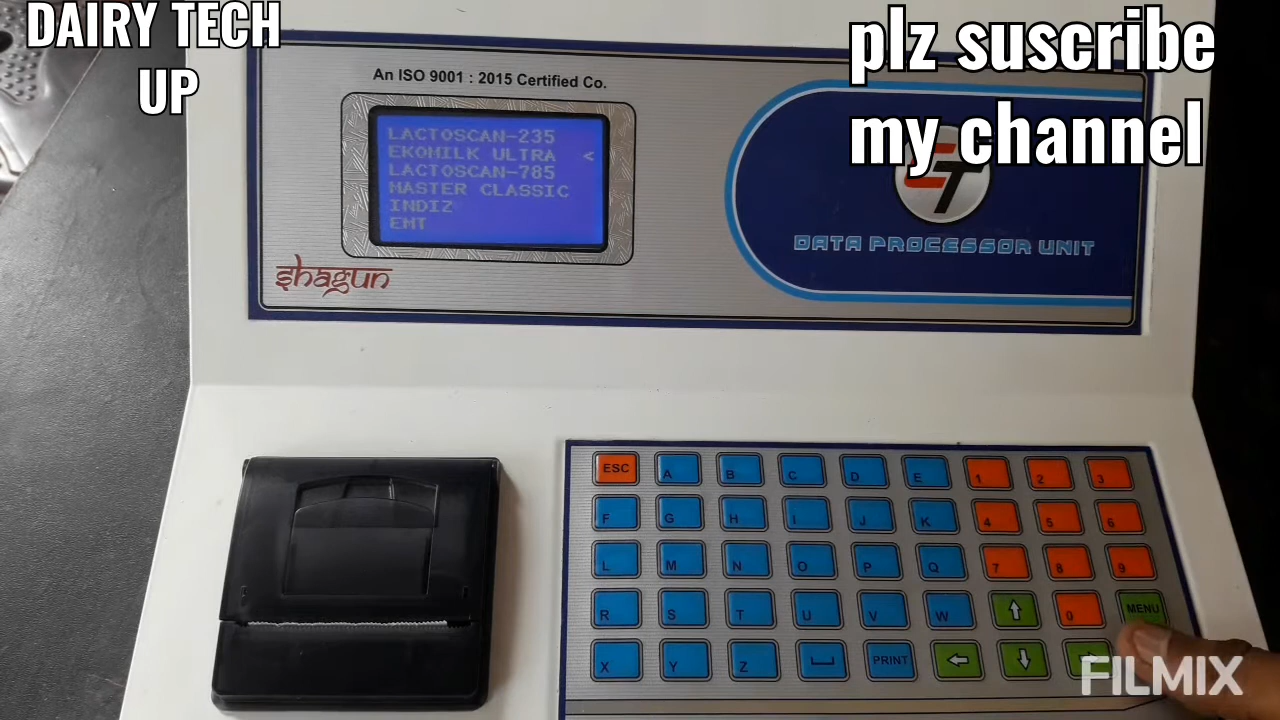 DAIRY TECH
UP
plz suscribe
my channel
An ISO 9001 : 2015 Certified Co.
LACTOSCAN-235
EKOMILK ULTRA <
LACTOSCAN-785
MASTER CLASSIC
INDIZ
EMT
shagun
ET
DATA PROCESSOR UNIT
ESC A B C D E 1 2 3
F G H I J K 4 5 6
L M N O P Q 7 8 9
R S T U V W 0 MENU
X Y Z PRINT
FILMIX